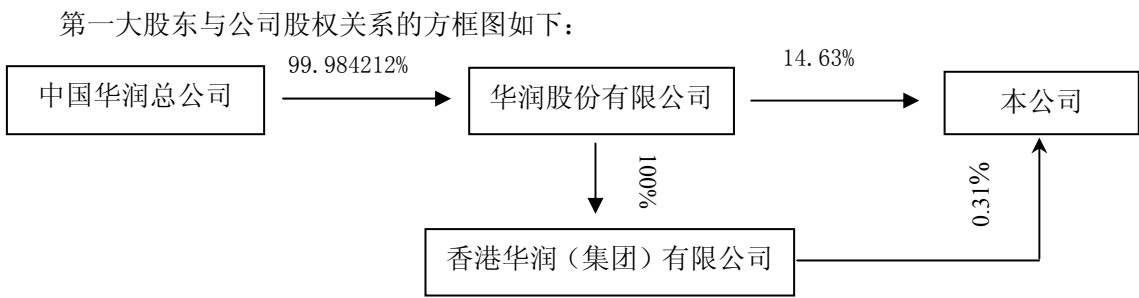 第一大股东与公司股权关系的方框图如下：
99.984212%
14.63%
中国华润总公司
华润股份有限公司
本公司
100%
0.31%
香港华润（集团）有限公司